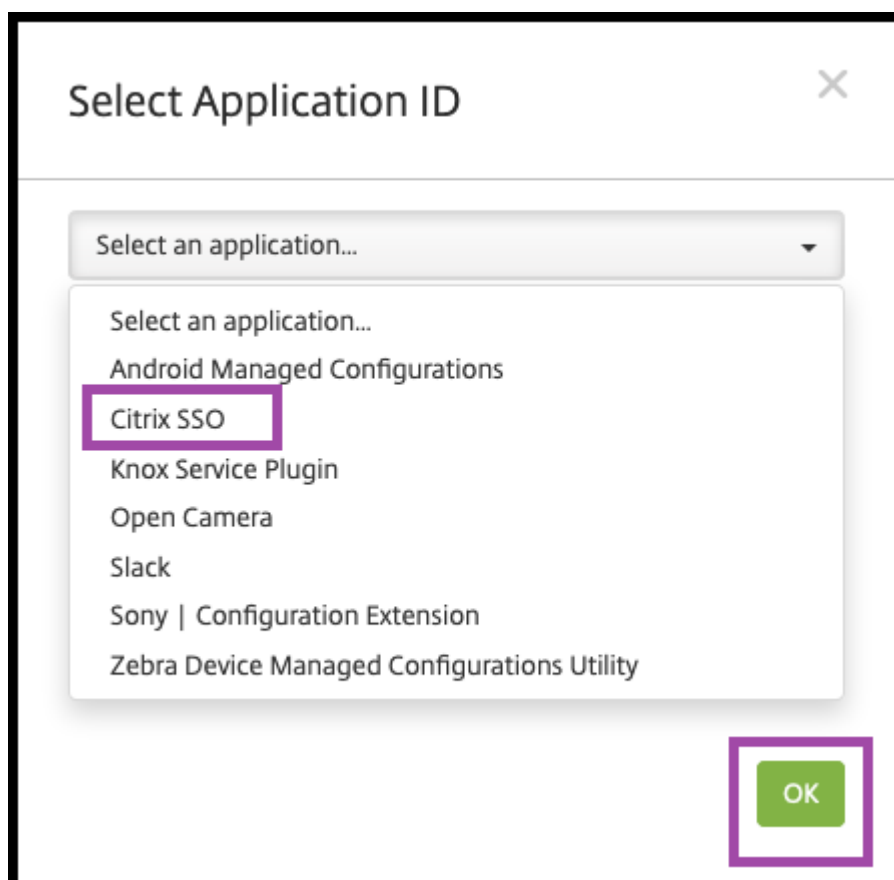 Select Application ID
Select an application...
Select an application...
Android Managed Configurations
Citrix SSO
Knox Service Plugin
Open Camera
Slack
Sony | Configuration Extension
Zebra Device Managed Configurations Utility
OK